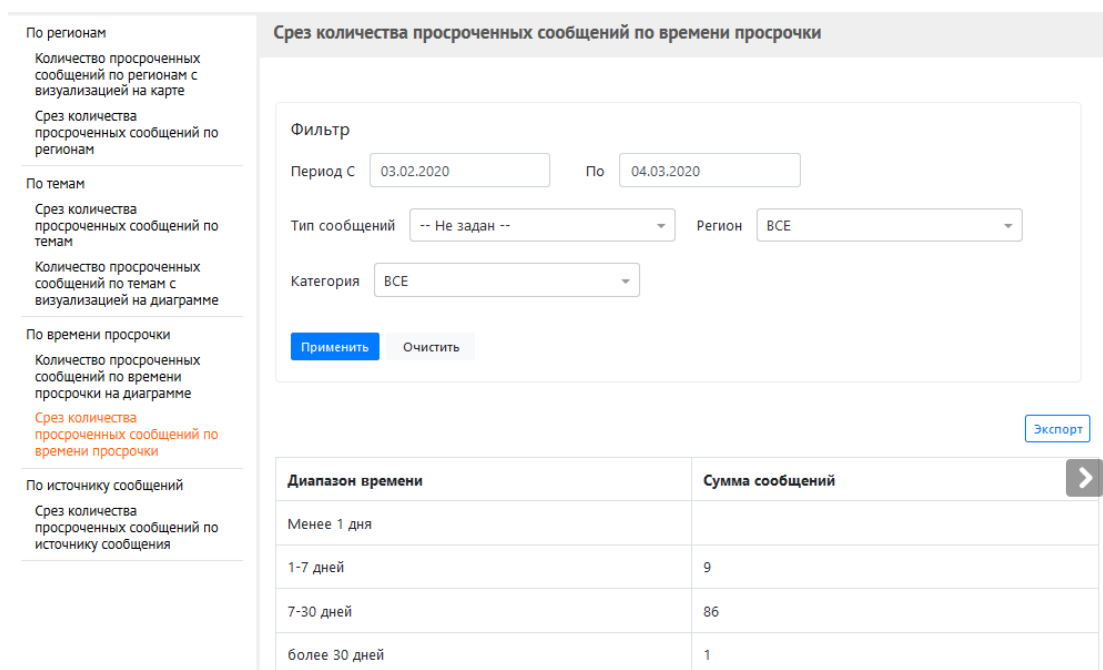 По регионам
Количество просроченных
сообщений по регионам с
визуализацией на карте
Срез количества
просроченных сообщений по
регионам
По темам
Срез количества
просроченных сообщений по
темам
Количество просроченных
сообщений по темам с
визуализацией на диаграмме
По времени просрочки
Количество просроченных
сообщений по времени
просрочки на диаграмме
Срез количества
просроченных сообщений по
времени просрочки
По источнику сообщений
Срез количества
просроченных сообщений по
источнику сообщения
Срез количества просроченных сообщений по времени просрочки
Фильтр
Период С 03.02.2020 По 04.03.2020
Тип сообщений -- Не задан -- Регион ВСЕ
Категория ВСЕ
Применить Очистить
Экспорт
Диапазон времени Сумма сообщений
Менее 1 дня
1-7 дней 9
7-30 дней 86
более 30 дней 1